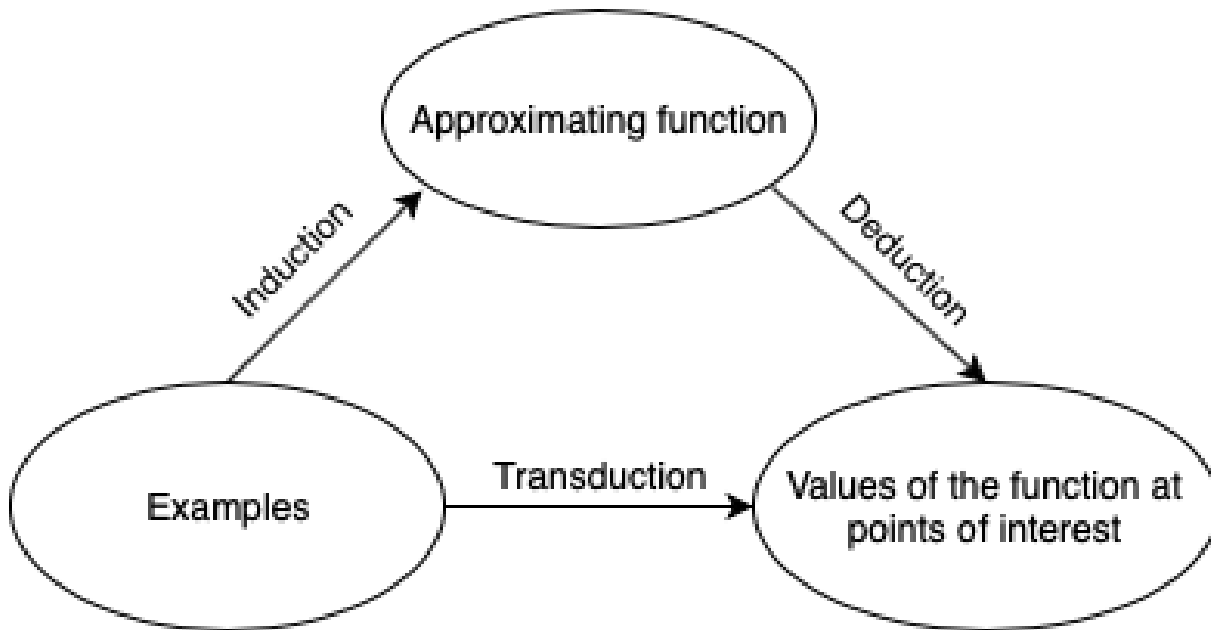 Approximating function
Induction
Deduction
Examples
Transduction
Values of the function at
points of interest